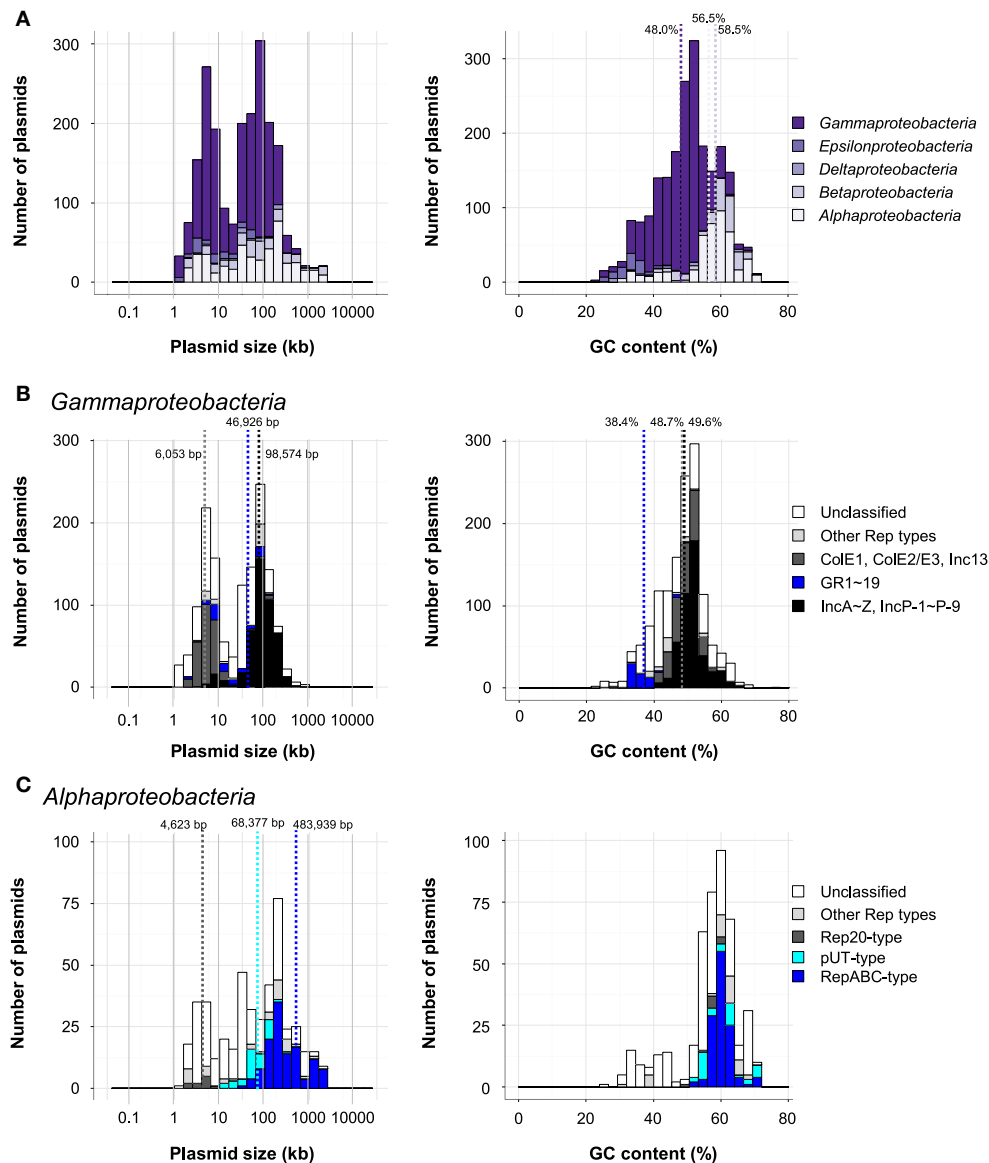 A
Number of plasmids
300
200
100
0
0.1 1 10 100 1000 10000
Plasmid size (kb)
Number of plasmids
300
200
100
0
56.5%
48.0% 58.5%
0 20 40 60 80
GC content (%)
Gammaproteobacteria
Epsilonproteobacteria
Deltaproteobacteria
Betaproteobacteria
Alphaproteobacteria
B Gammaproteobacteria
46,926 bp
6,053 bp 98,574 bp
Number of plasmids
300
200
100
0
0.1 1 10 100 1000 10000
Plasmid size (kb)
38.4% 48.7% 49.6%
Number of plasmids
300
200
100
0
0 20 40 60 80
GC content (%)
Unclassified
Other Rep types
ColE1, ColE2/E3, Inc13
GR1~19
IncA~Z, IncP-1~P-9
C Alphaproteobacteria
4,623 bp 68,377 bp 483,939 bp
Number of plasmids
100
75
50
25
0
0.1 1 10 100 1000 10000
Plasmid size (kb)
Number of plasmids
100
75
50
25
0
0 20 40 60 80
GC content (%)
Unclassified
Other Rep types
Rep20-type
pUT-type
RepABC-type